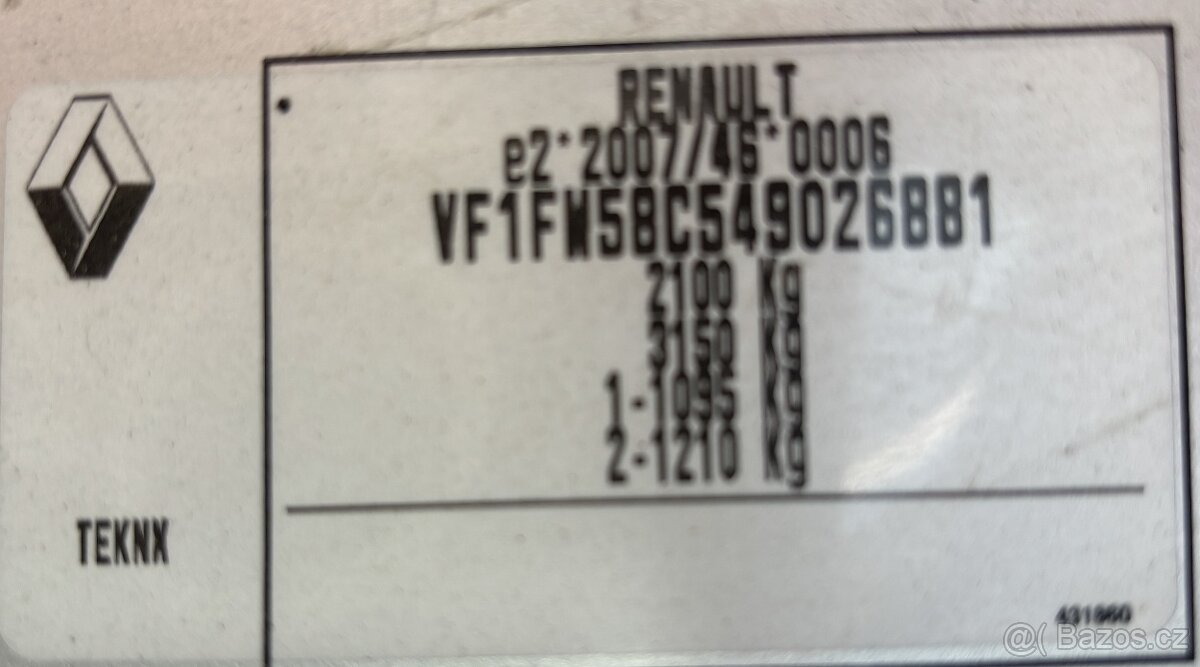 RENAULT
e2*2007/46*0006
VF1FW5BC549026881
2100 Kg
3150 Kg
1-1095 Kg
2-1210 Kg
TEKNX
431960
@( Bazos.cz